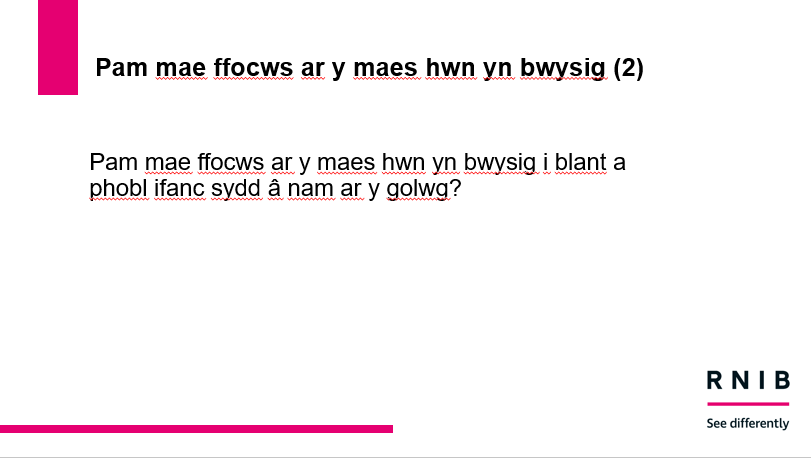 Pam mae ffocws ar y maes hwn yn bwysig (2)
Pam mae ffocws ar y maes hwn yn bwysig i blant a
phobl ifanc sydd â nam ar y golwg?
RNIB
See differently